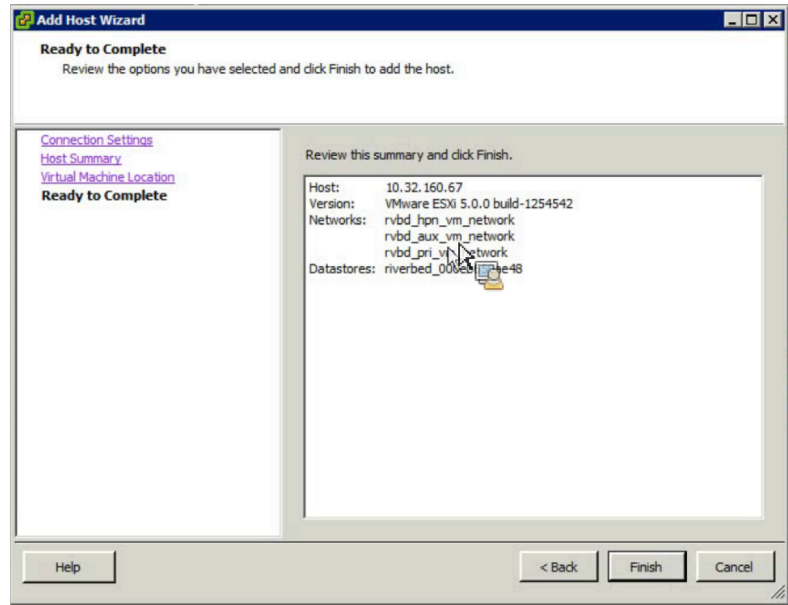 Add Host Wizard
Ready to Complete
Review the options you have selected and click Finish to add the host.
Connection Settings
Host Summary
Virtual Machine Location
Ready to Complete
Review this summary and click Finish.
Host: 10.32.160.67
Version: VMware ESXi 5.0.0 build-1254542
Networks: rvbd_hpn_vm_network
rvbd_aux_vm_network
Datastores:
Help
< Back
Finish
Cancel